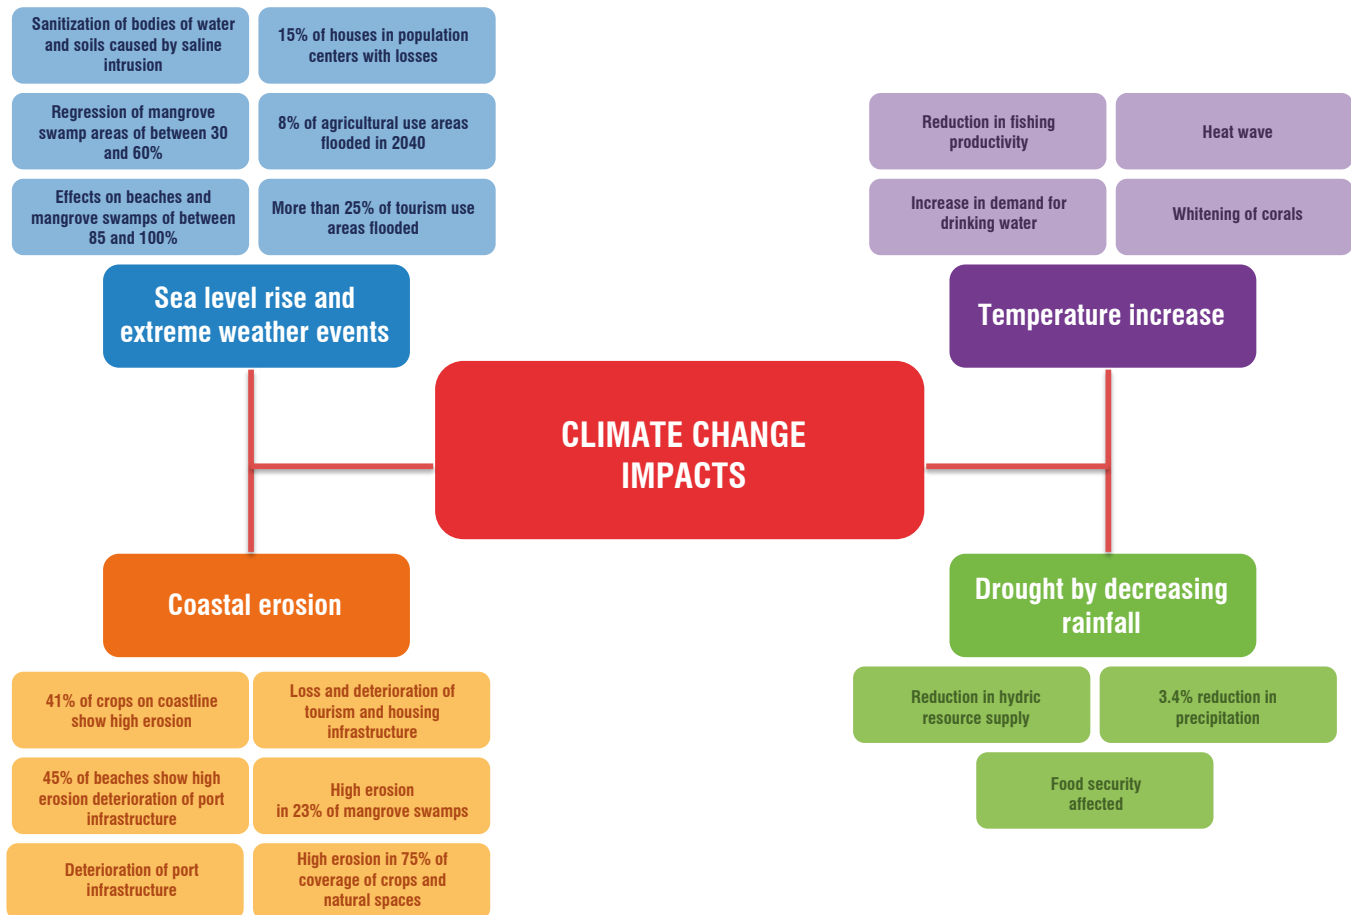 Sanitization of bodies of water
and soils caused by saline
intrusion
15% of houses in population
centers with losses
Regression of mangrove
swamp areas of between 30
and 60%
8% of agricultural use areas
flooded in 2040
Effects on beaches and
mangrove swamps of between
85 and 100%
More than 25% of tourism use
areas flooded
Sea level rise and
extreme weather events
Reduction in fishing
productivity
Heat wave
Increase in demand for
drinking water
Whitening of corals
Temperature increase
CLIMATE CHANGE
IMPACTS
Coastal erosion
41% of crops on coastline
show high erosion
Loss and deterioration of
tourism and housing
infrastructure
45% of beaches show high
erosion deterioration of port
infrastructure
High erosion
in 23% of mangrove swamps
Deterioration of port
infrastructure
High erosion in 75% of
coverage of crops and
natural spaces
Drought by decreasing
rainfall
Reduction in hydric
resource supply
3.4% reduction in
precipitation
Food security
affected